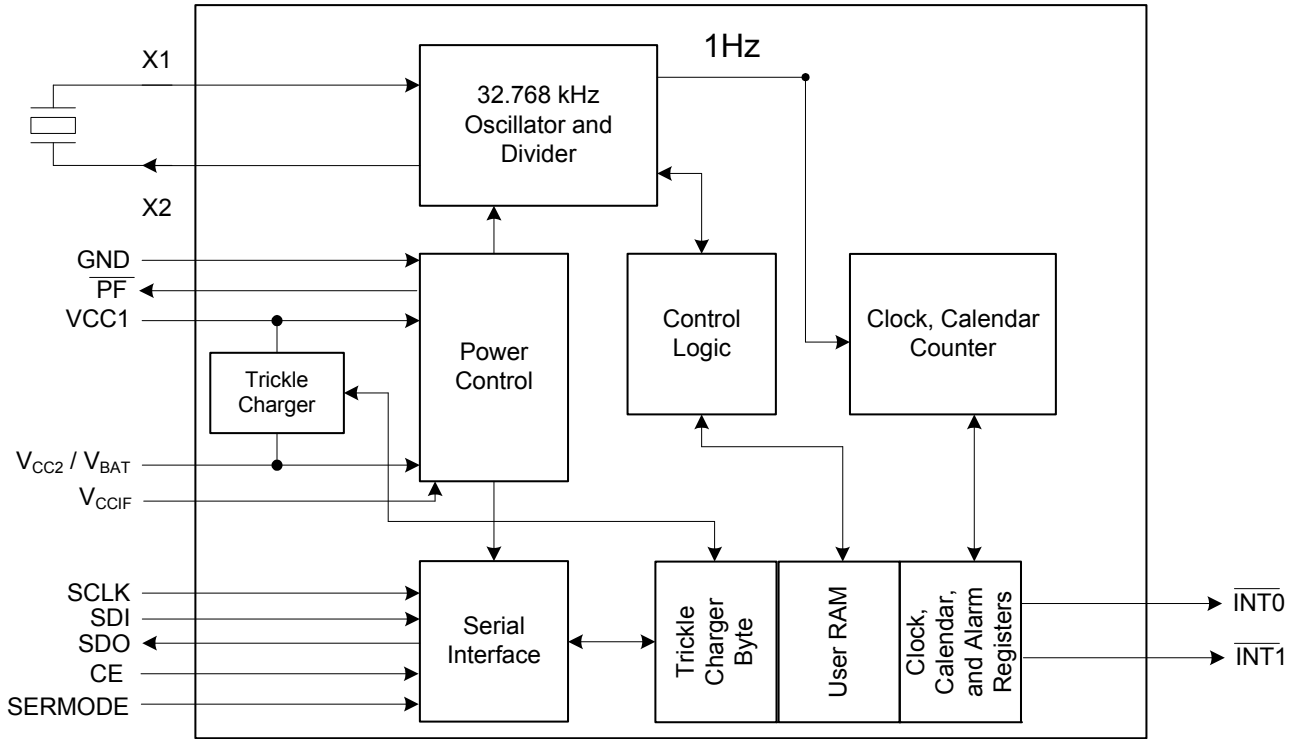 X1
1Hz
32.768 kHz
Oscillator and
Divider
X2
GND
PF
VCC1
Power
Control
Control
Logic
Clock, Calendar
Counter
Trickle
Charger
VCC2 / VBAT
VCCIF
SCLK
SDI
SDO
CE
SERMODE
Serial
Interface
Trickle
Charger
Byte
User RAM
Clock,
Calendar,
and Alarm
Registers
INT0
INT1